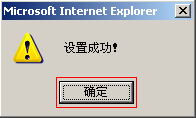 Microsoft Internet Explorer
设置成功!
确定